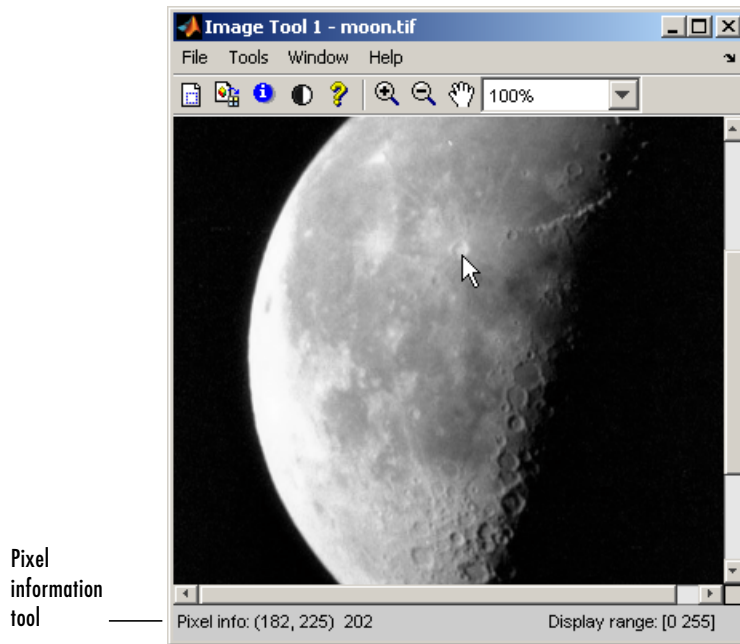 Image Tool 1 - moon.tif
File Tools Window Help
100%
Pixel
information
tool
Pixel info: (182, 225) 202
Display range: [0 255]